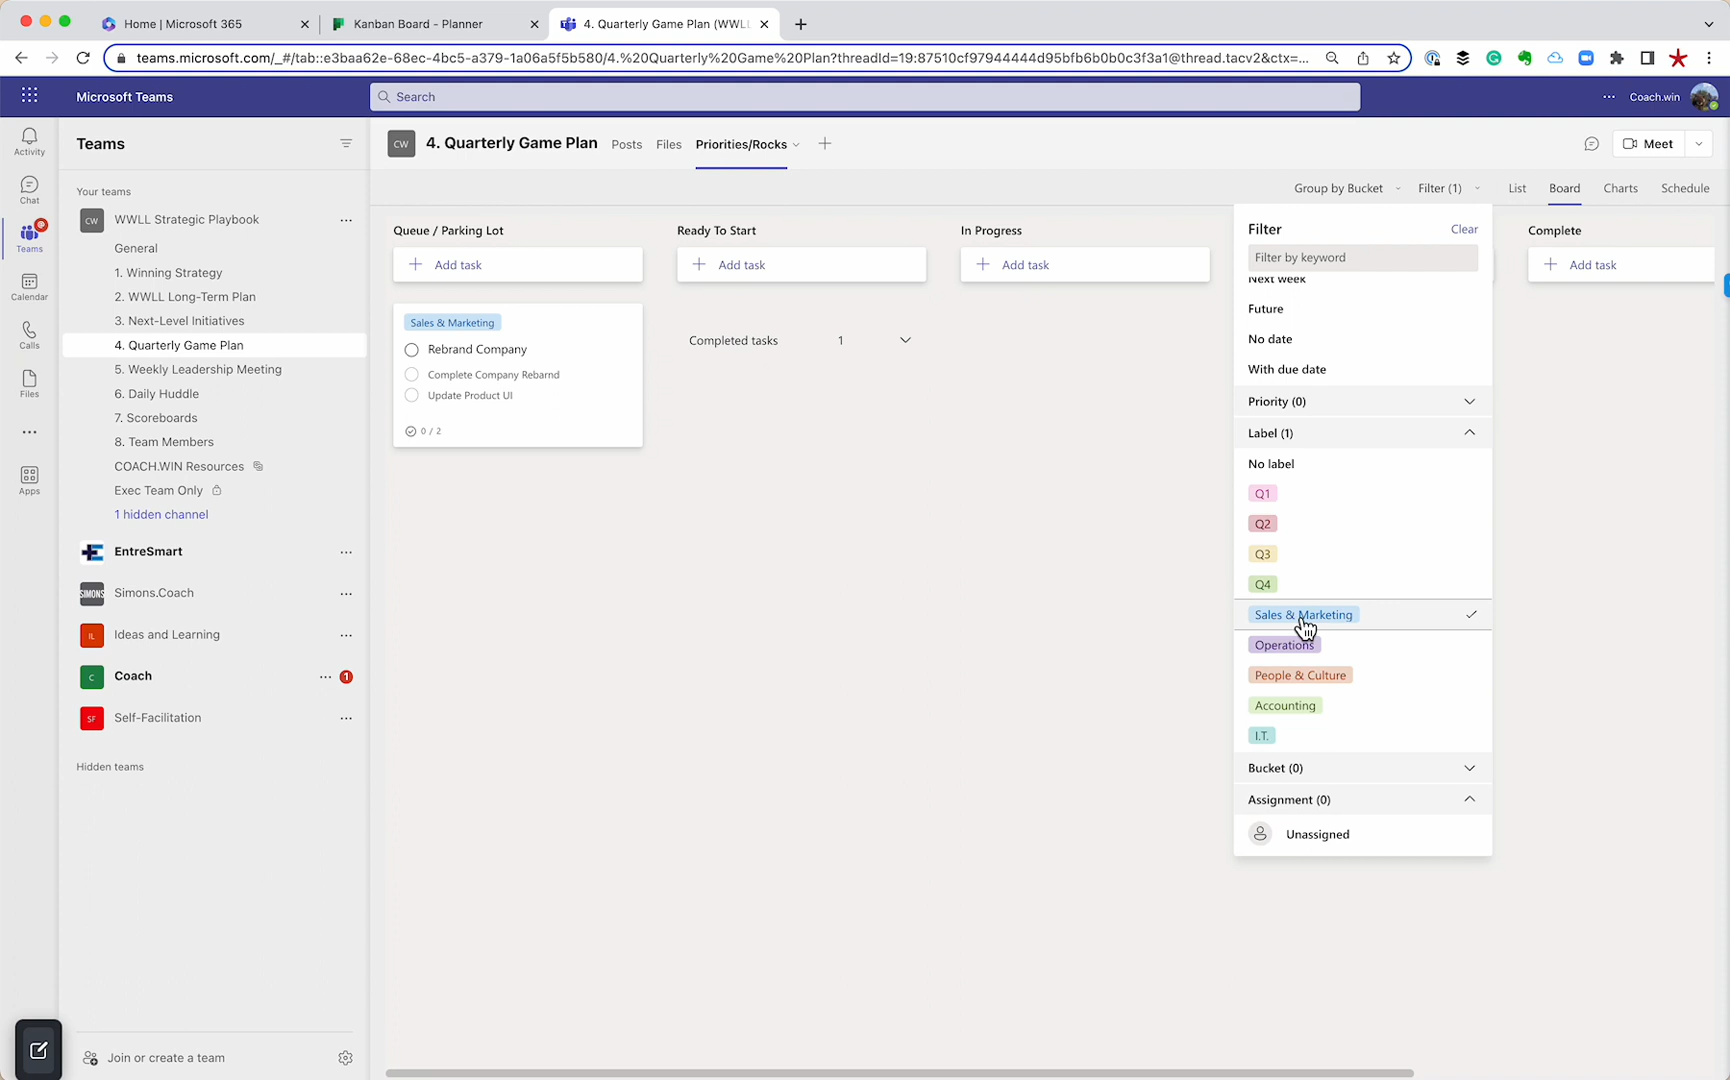 Home | Microsoft 365
Kanban Board - Planner
4. Quarterly Game Plan (WWLL
teams.microsoft.com/_#/tab::e3baa62e-68ec-4bc5-a379-1a06a5f5b580/4.%20Quarterly%20Game%20Plan?threadId=19:87510cf97944444d95bfb6b0b0c3f3a1@thread.tacv2&ctx=...
Microsoft Teams
Search
Coach.win
Activity
Chat
Teams
Calendar
Calls
Files
Apps
Teams
Your teams
CW WWLL Strategic Playbook
General
1. Winning Strategy
2. WWLL Long-Term Plan
3. Next-Level Initiatives
4. Quarterly Game Plan
5. Weekly Leadership Meeting
6. Daily Huddle
7. Scoreboards
8. Team Members
COACH.WIN Resources
Exec Team Only
1 hidden channel
EntreSmart
SIMONS Simons.Coach
IL Ideas and Learning
C Coach 1
SF Self-Facilitation
Hidden teams
Join or create a team
CW 4. Quarterly Game Plan Posts Files Priorities/Rocks
Meet
Group by Bucket Filter (1) List Board Charts Schedule
Queue / Parking Lot
Add task
Sales & Marketing
Rebrand Company
Complete Company Rebarnd
Update Product UI
0 / 2
Ready To Start
Add task
Completed tasks 1
In Progress
Add task
Complete
Add task
Filter Clear
Filter by keyword
Next week
Future
No date
With due date
Priority (0)
Label (1)
No label
Q1
Q2
Q3
Q4
Sales & Marketing
Operations
People & Culture
Accounting
I.T.
Bucket (0)
Assignment (0)
Unassigned